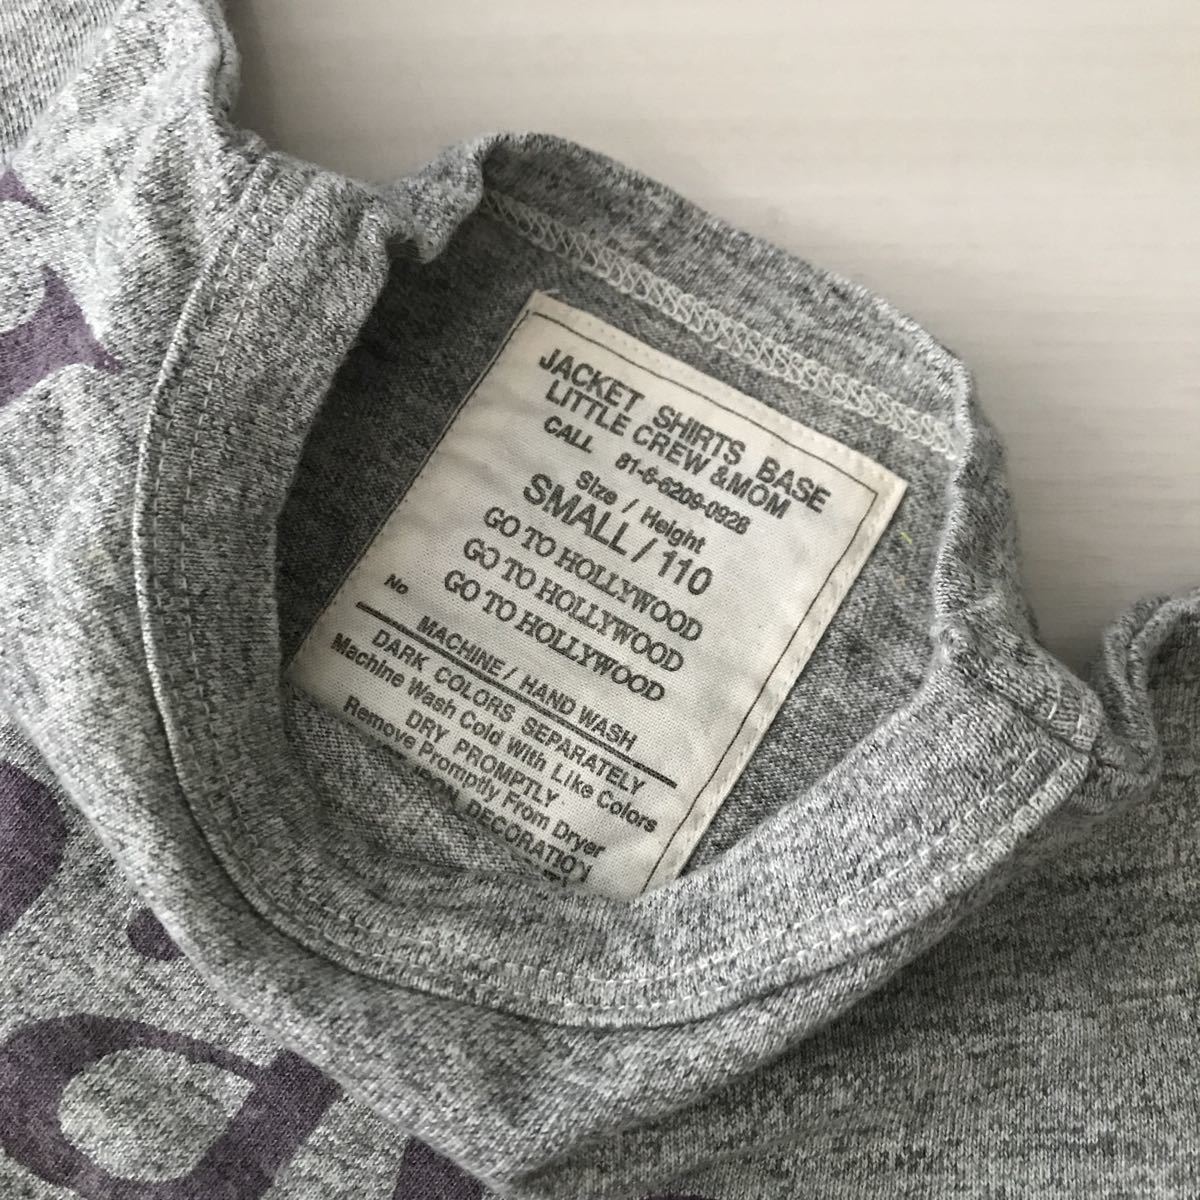 JACKET SHIRTS BASE
LITTLE CREW &MOM
CALL 81-6-6209-0928
Size / Height
SMALL / 110
GO TO HOLLYWOOD
GO TO HOLLYWOOD
GO TO HOLLYWOOD
No
MACHINE / HAND WASH
DARK COLORS SEPARATELY
Machine Wash Cold With Like Colors
DRY PROMPTLY
Remove Promptly From Dryer
DECORATION